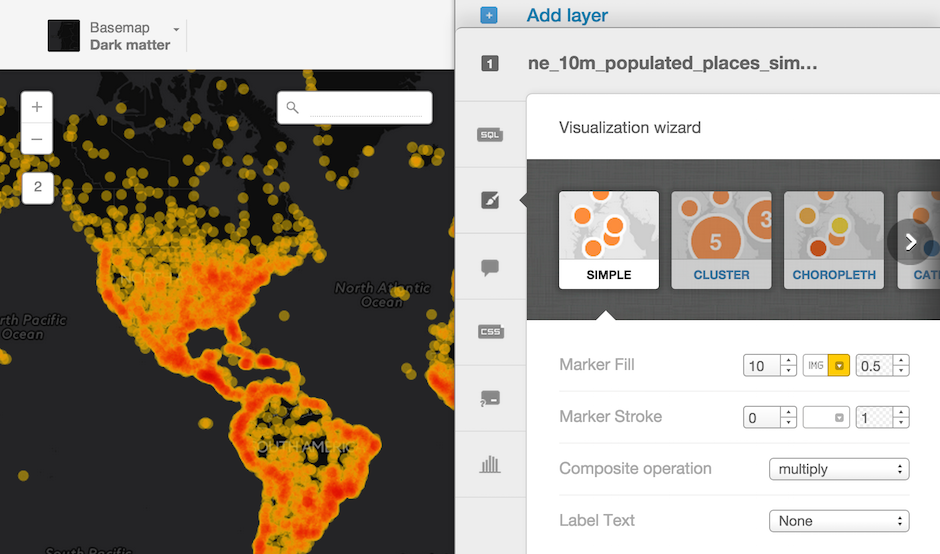 Basemap
Dark matter
+
−
2
North Atlantic
Ocean
rth Pacific
Ocean
SOUTH AMERIC
South Pacific
+ Add layer
1 ne_10m_populated_places_sim...
SQL
CSS
Visualization wizard
5
3
SIMPLE
CLUSTER
CHOROPLETH
CAT
Marker Fill 10 IMG 0.5
Marker Stroke 0 1
Composite operation multiply
Label Text None